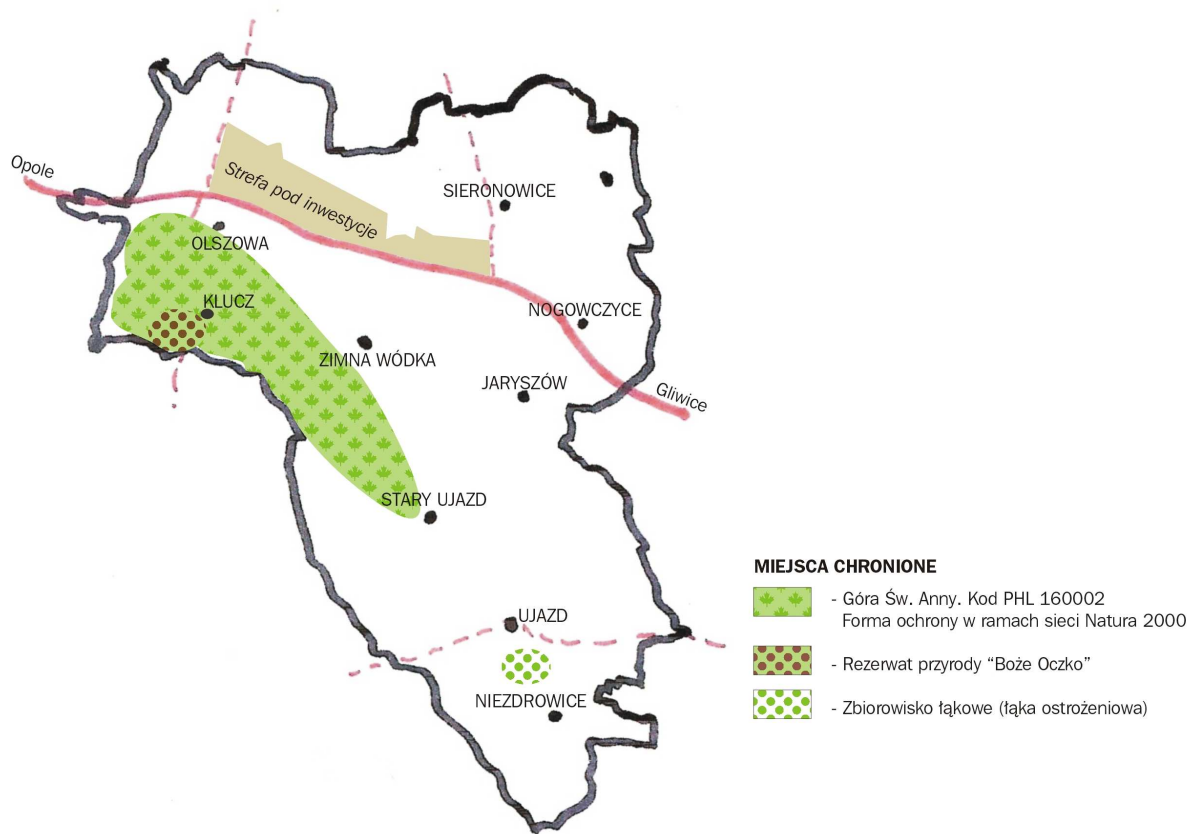 Opole
Strefa pod inwestycje
SIERONOWICE
OLSZOWA
KLUCZ
NOGOWCZYCE
ZIMNA WÓDKA
JARYSZÓW
Gliwice
STARY UJAZD
UJAZD
NIEZDROWICE
MIEJSCA CHRONIONE
- Góra Św. Anny. Kod PHL 160002
Forma ochrony w ramach sieci Natura 2000
- Rezerwat przyrody “Boże Oczko”
- Zbiorowisko łąkowe (łąka ostrożeniowa)